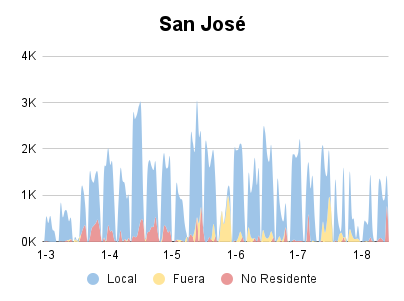 San José
4K
3K
2K
1K
0K
1-3 1-4 1-5 1-6 1-7 1-8
Local Fuera No Residente